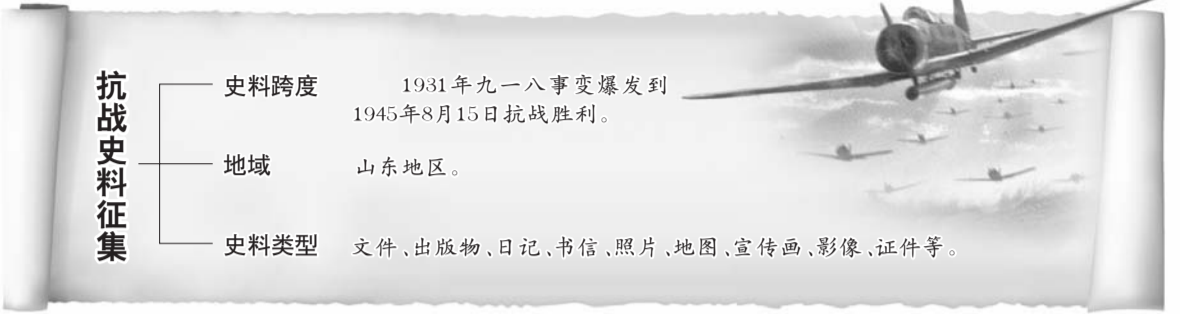 抗战史料征集
史料跨度
1931年九一八事变爆发到
1945年8月15日抗战胜利。
地域
山东地区。
史料类型
文件、出版物、日记、书信、照片、地图、宣传画、影像、证件等。